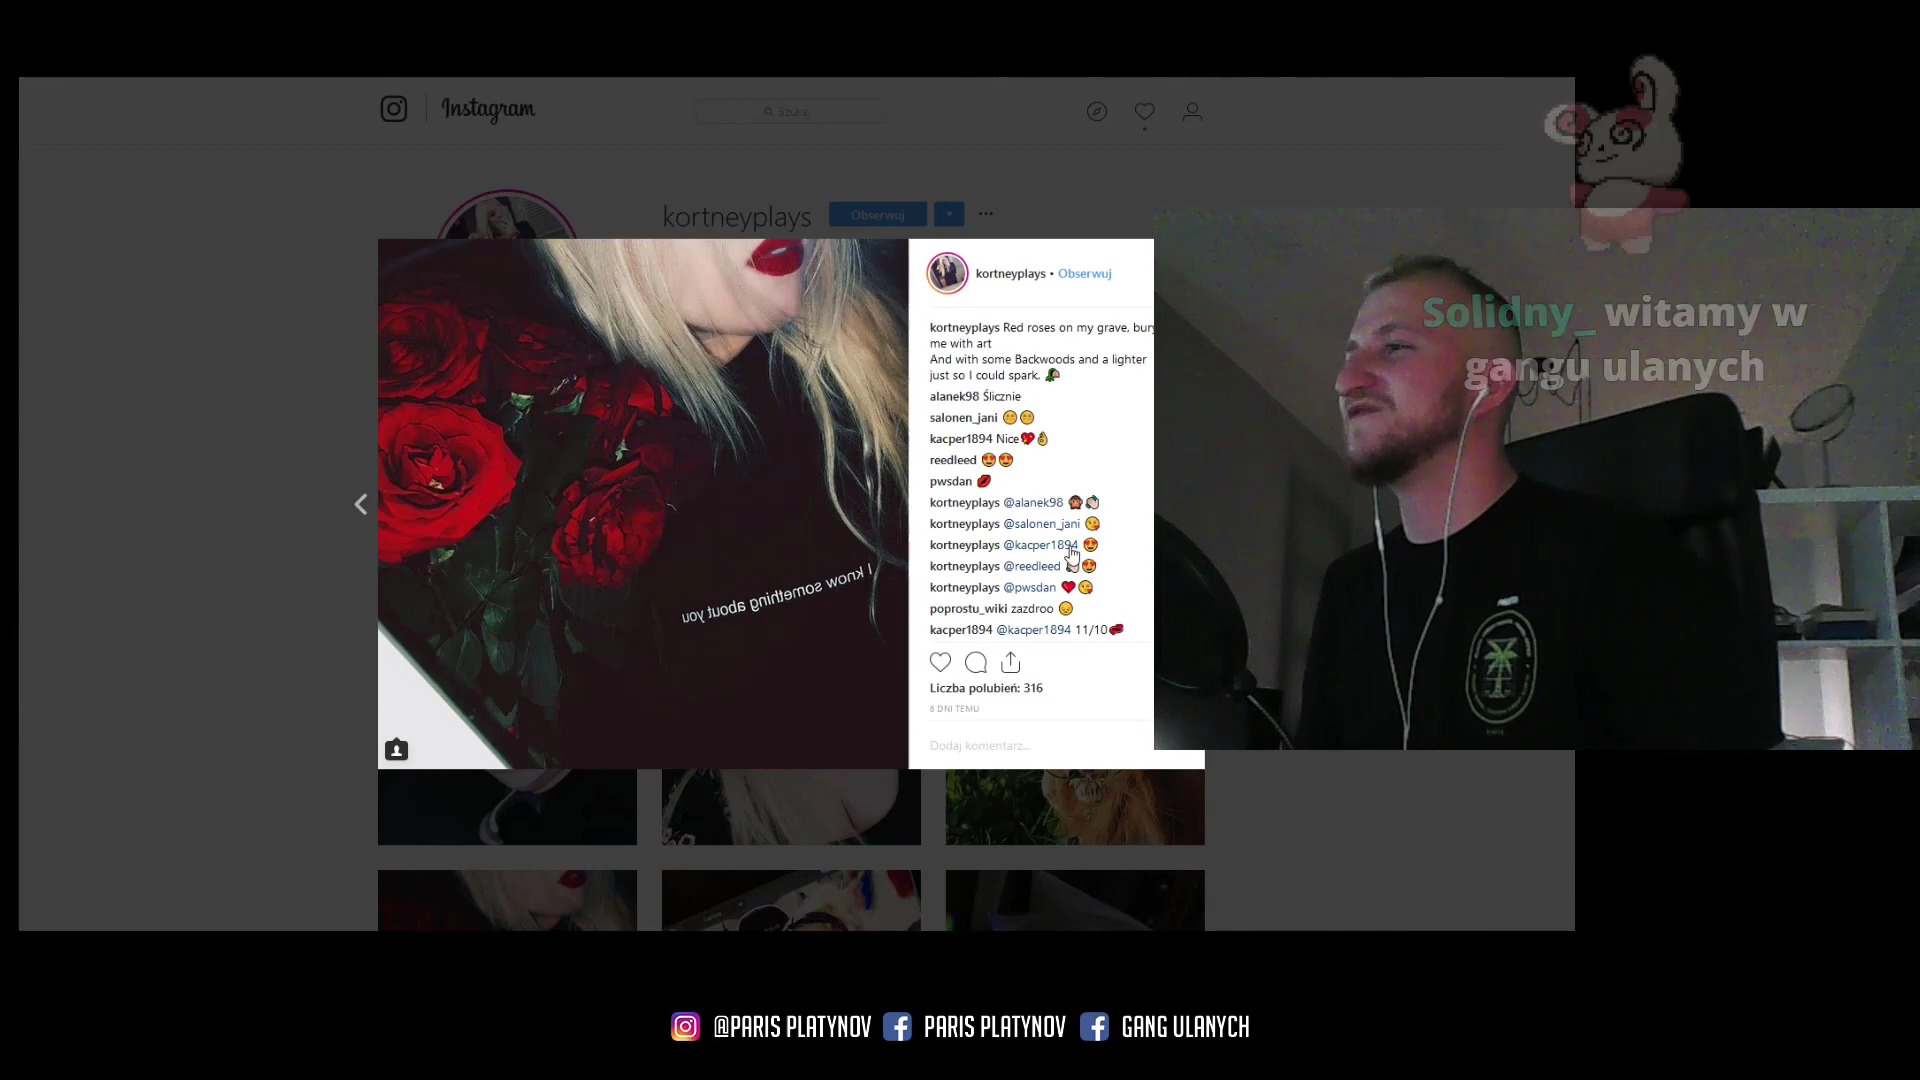 Instagram
Szukaj
kortneyplays Obserwuj
kortneyplays • Obserwuj
kortneyplays Red roses on my grave, bury
me with art
And with some Backwoods and a lighter
just so I could spark.
alanek98 Ślicznie
salonen_jani
kacper1894 Nice
reedleed
pwsdan
kortneyplays @alanek98
kortneyplays @salonen_jani
kortneyplays @kacper1894
kortneyplays @reedleed
kortneyplays @pwsdan
poprostu_wiki zazdroo
kacper1894 @kacper1894 11/10
Liczba polubień: 316
6 DNI TEMU
Dodaj komentarz...
I know something about you
Solidny_ witamy w
gangu ulanych
@PARIS PLATYNOV PARIS PLATYNOV GANG ULANYCH